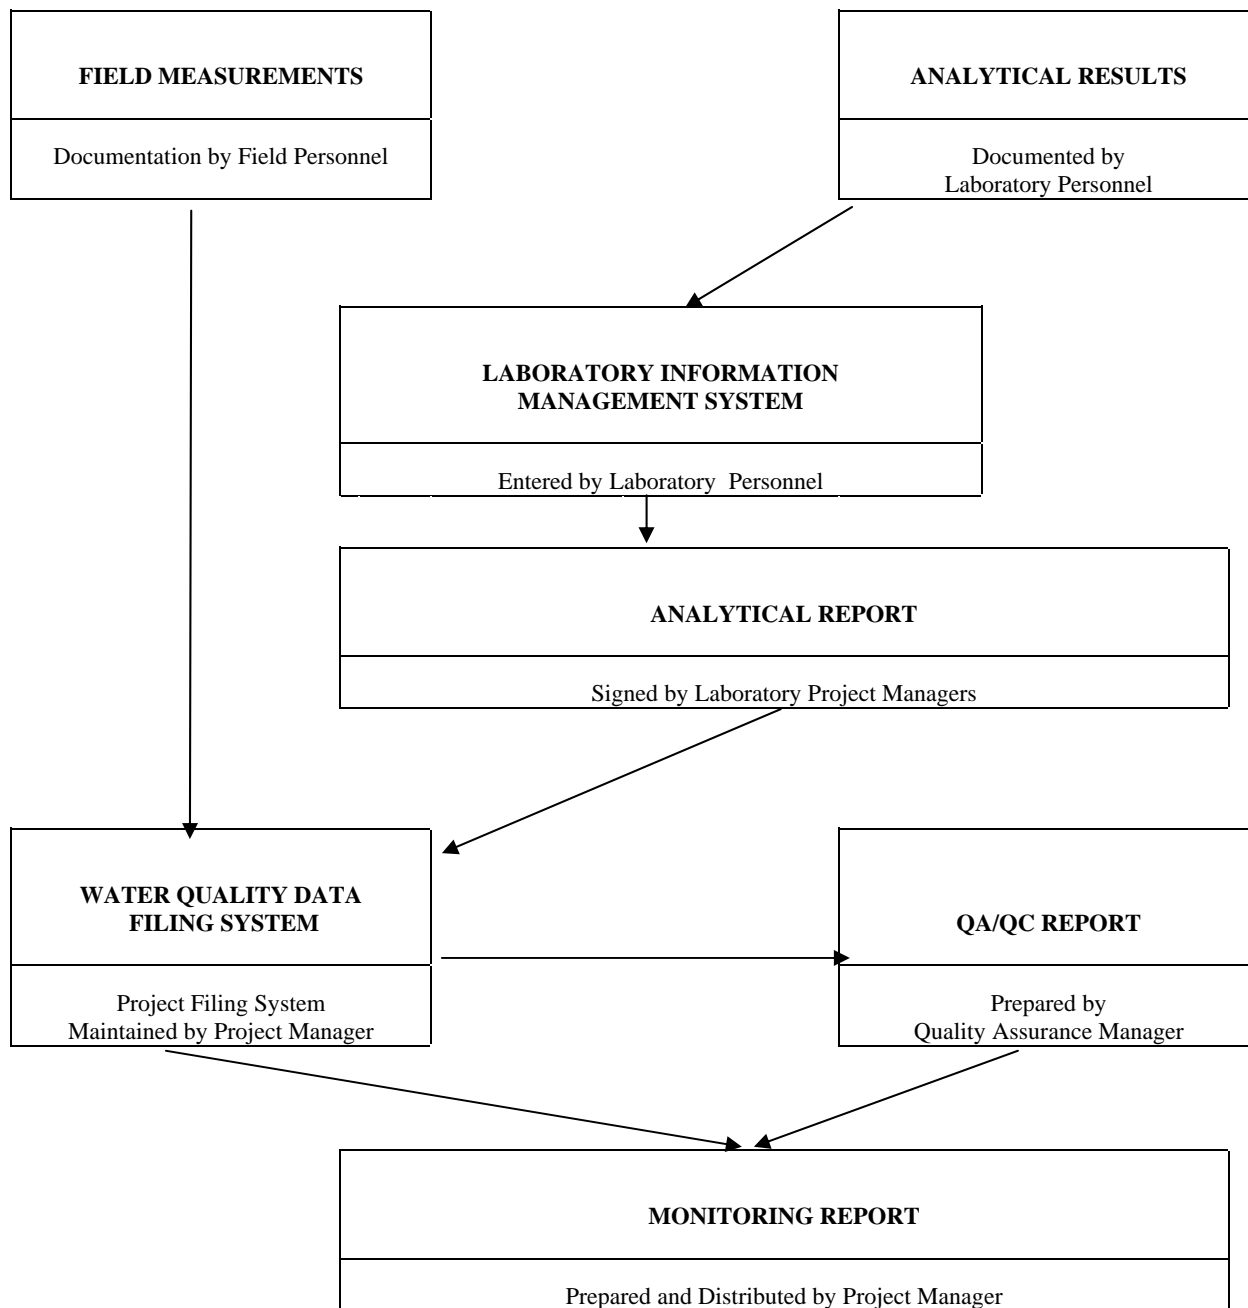 FIELD MEASUREMENTS
Documentation by Field Personnel
ANALYTICAL RESULTS
Documented by
Laboratory Personnel
LABORATORY INFORMATION
MANAGEMENT SYSTEM
Entered by Laboratory Personnel
ANALYTICAL REPORT
Signed by Laboratory Project Managers
WATER QUALITY DATA
FILING SYSTEM
Project Filing System
Maintained by Project Manager
QA/QC REPORT
Prepared by
Quality Assurance Manager
MONITORING REPORT
Prepared and Distributed by Project Manager